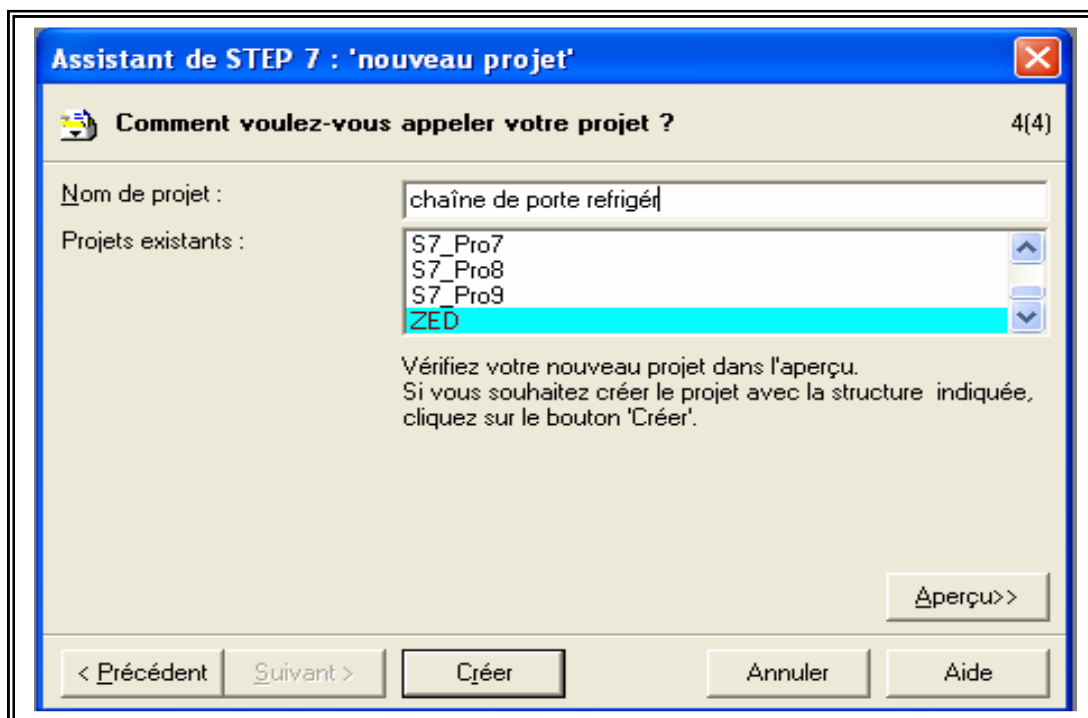 Assistant de STEP 7 : 'nouveau projet'
Comment voulez-vous appeler votre projet ? 4(4)
Nom de projet : chaîne de porte refrigér
Projets existants : S7_Pro7
S7_Pro8
S7_Pro9
ZED
Vérifiez votre nouveau projet dans l'aperçu.
Si vous souhaitez créer le projet avec la structure indiquée,
cliquez sur le bouton 'Créer'.
Aperçu>>
< Précédent Suivant > Créer Annuler Aide